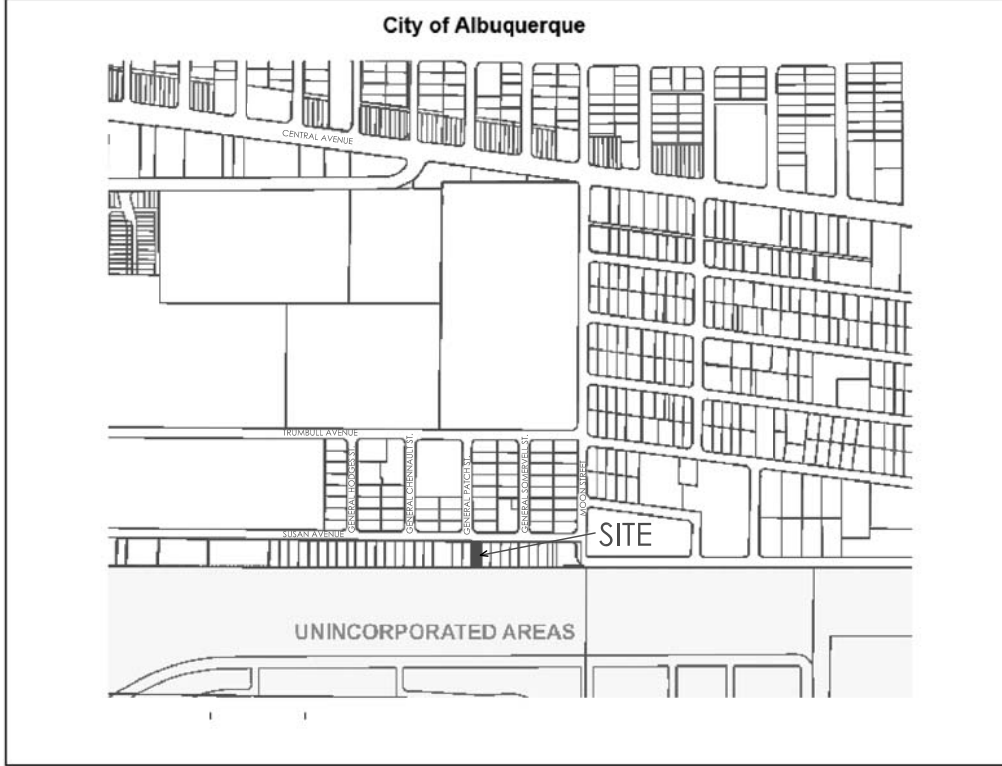 City of Albuquerque
CENTRAL AVENUE
TRUMBULL AVENUE
GENERAL HODGES ST.
GENERAL CHENNAULT ST.
GENERAL PATCH ST.
GENERAL SOMERVELL ST.
MOON STREET
SUSAN AVENUE
SITE
UNINCORPORATED AREAS